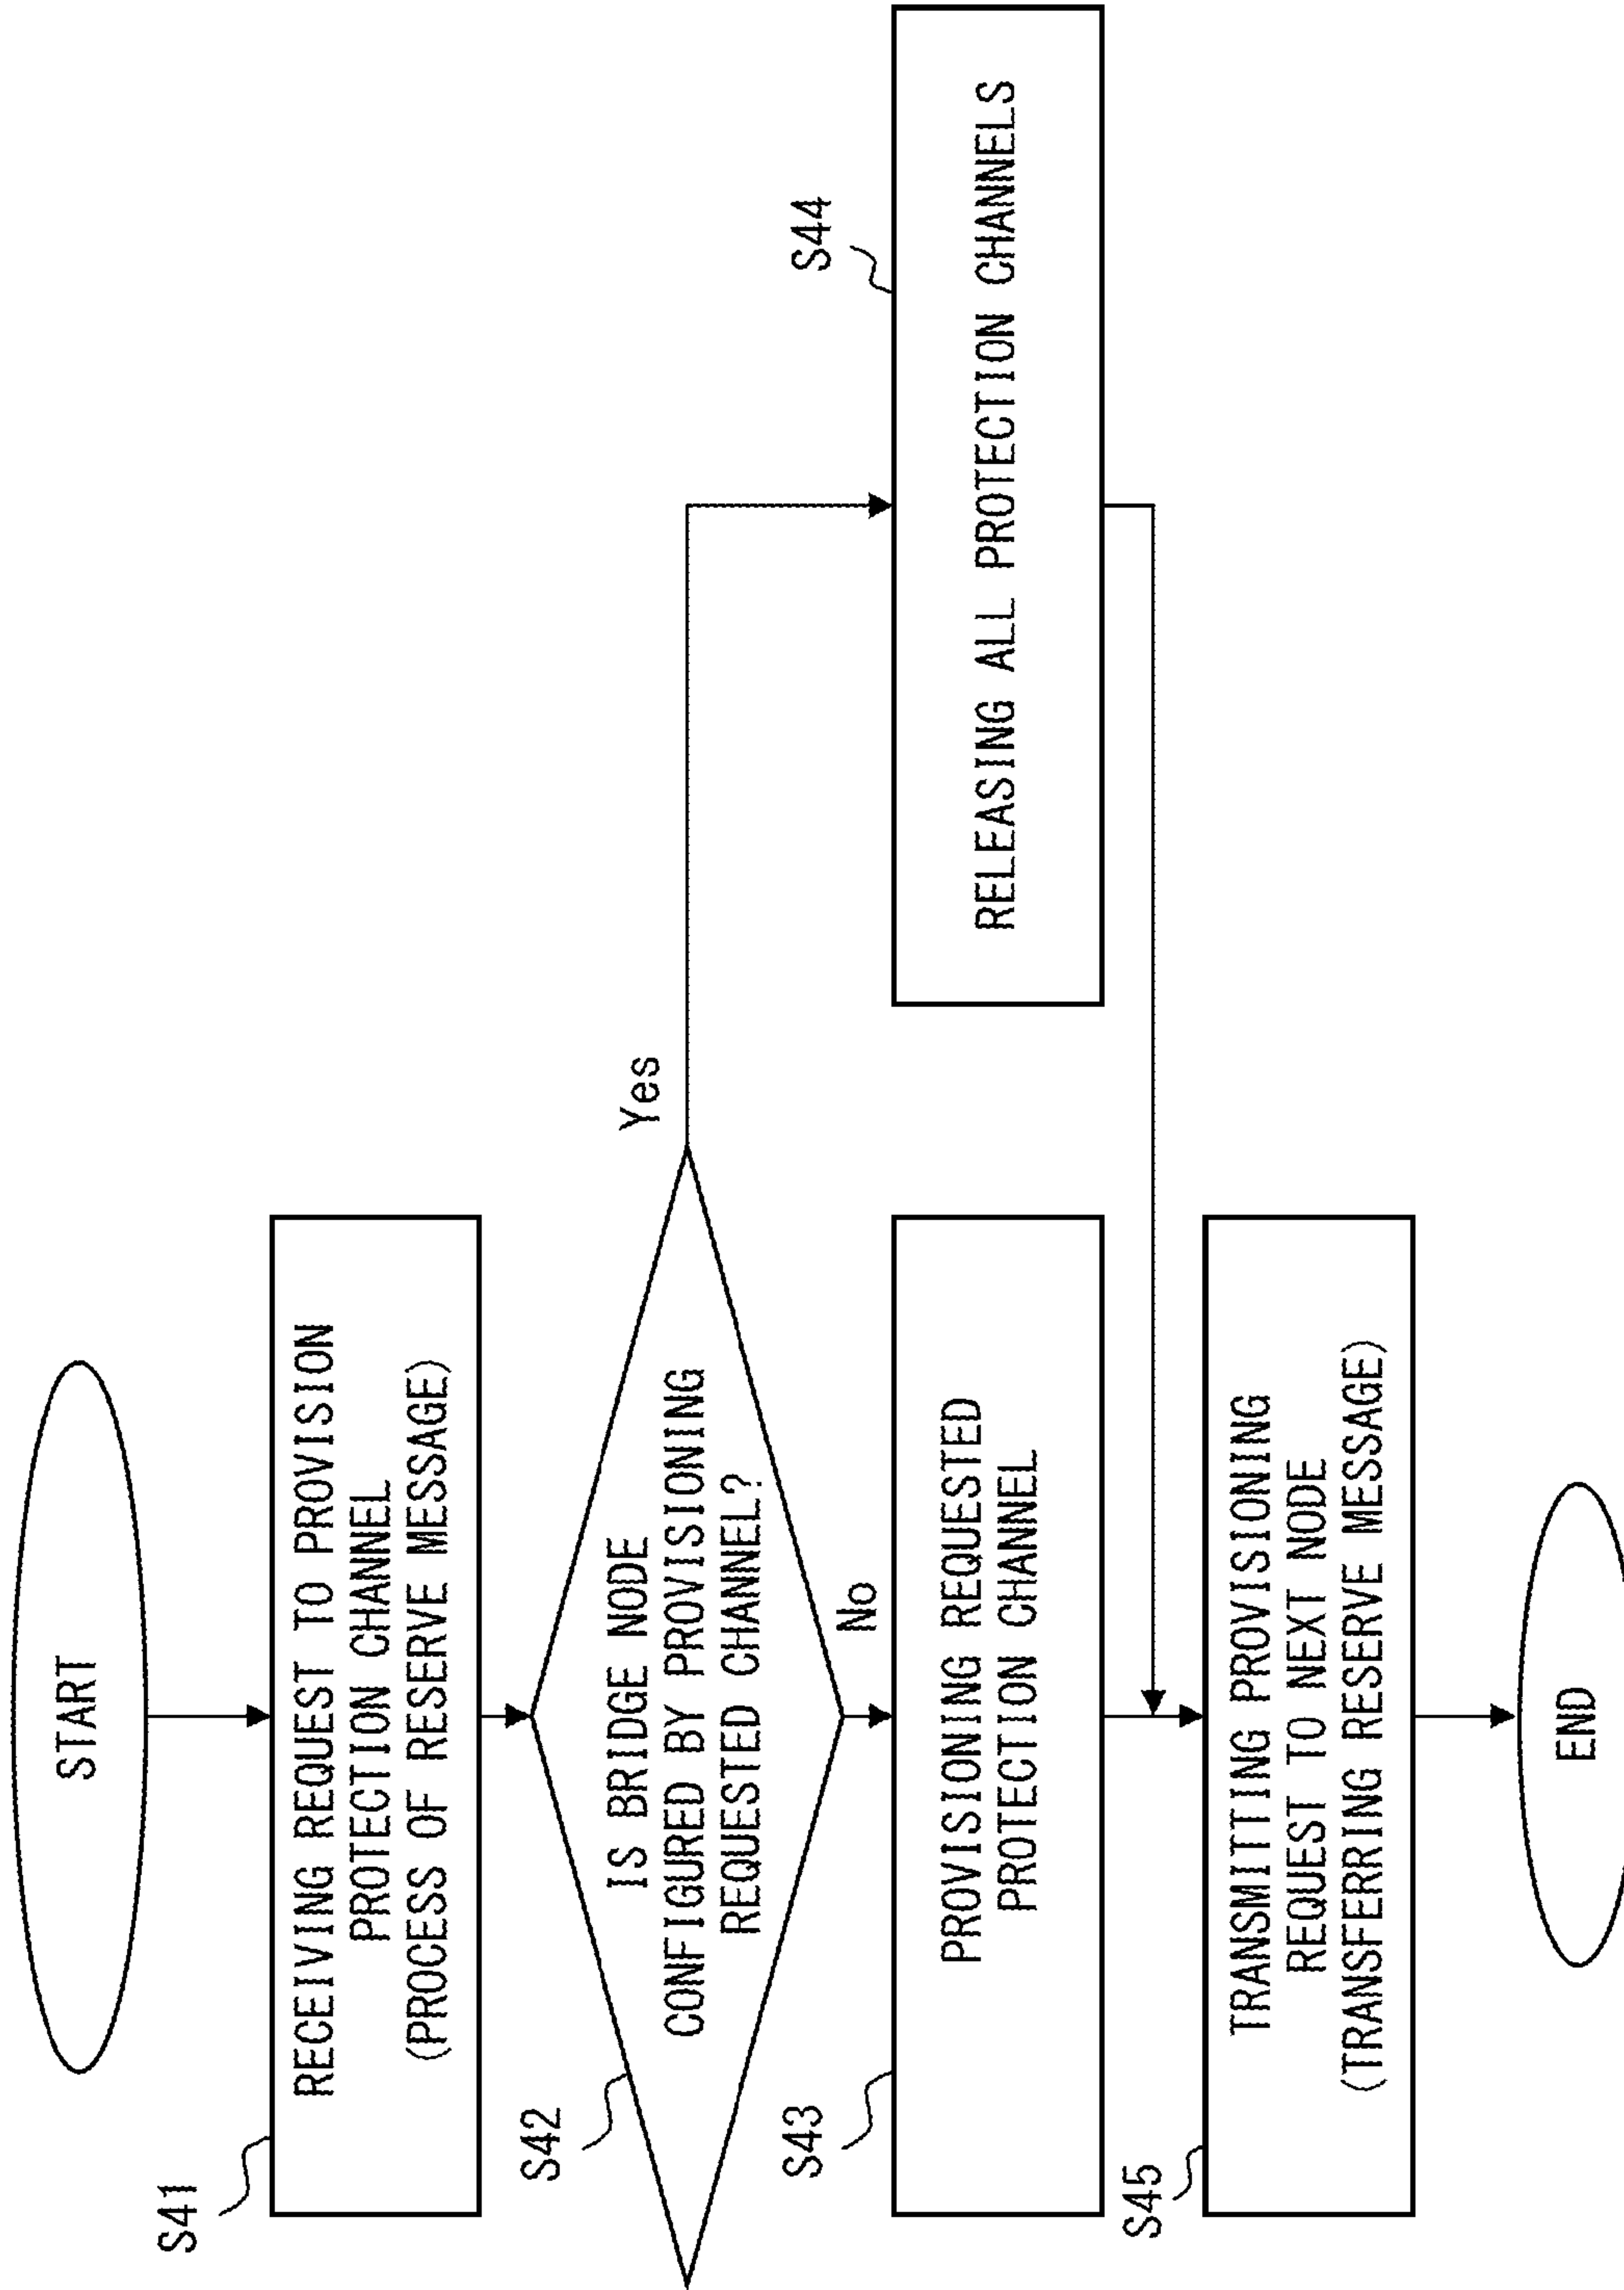 START
S41
RECEIVING REQUEST TO PROVISION
PROTECTION CHANNEL
(PROCESS OF RESERVE MESSAGE)
S42
IS BRIDGE NODE
CONFIGURED BY PROVISIONING
REQUESTED CHANNEL?
Yes
No
S43
PROVISIONING REQUESTED
PROTECTION CHANNEL
S44
RELEASING ALL PROTECTION CHANNELS
S45
TRANSMITTING PROVISIONING
REQUEST TO NEXT NODE
(TRANSFERRING RESERVE MESSAGE)
END